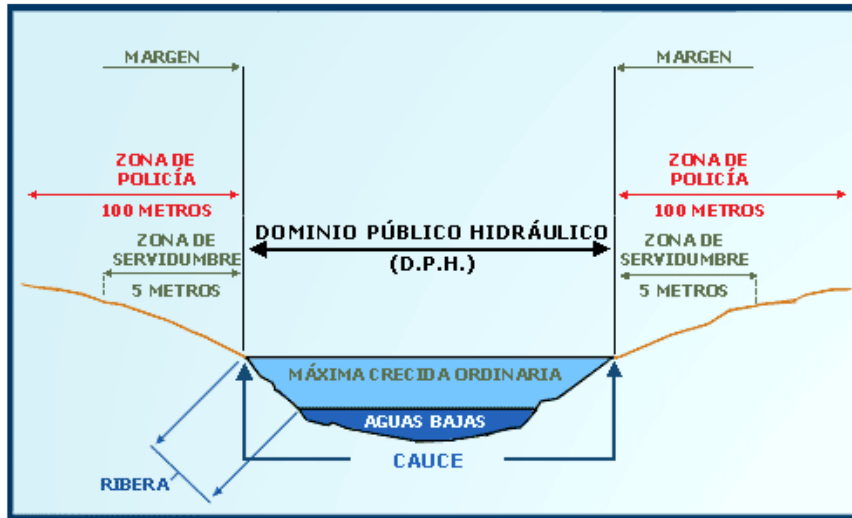 MARGEN
MARGEN
ZONA DE
POLICÍA
100 METROS
ZONA DE
POLICÍA
100 METROS
DOMINIO PÚBLICO HIDRÁULICO
(D.P.H.)
ZONA DE
SERVIDUMBRE
5 METROS
ZONA DE
SERVIDUMBRE
5 METROS
MÁXIMA CRECIDA ORDINARIA
AGUAS BAJAS
CAUCE
RIBERA